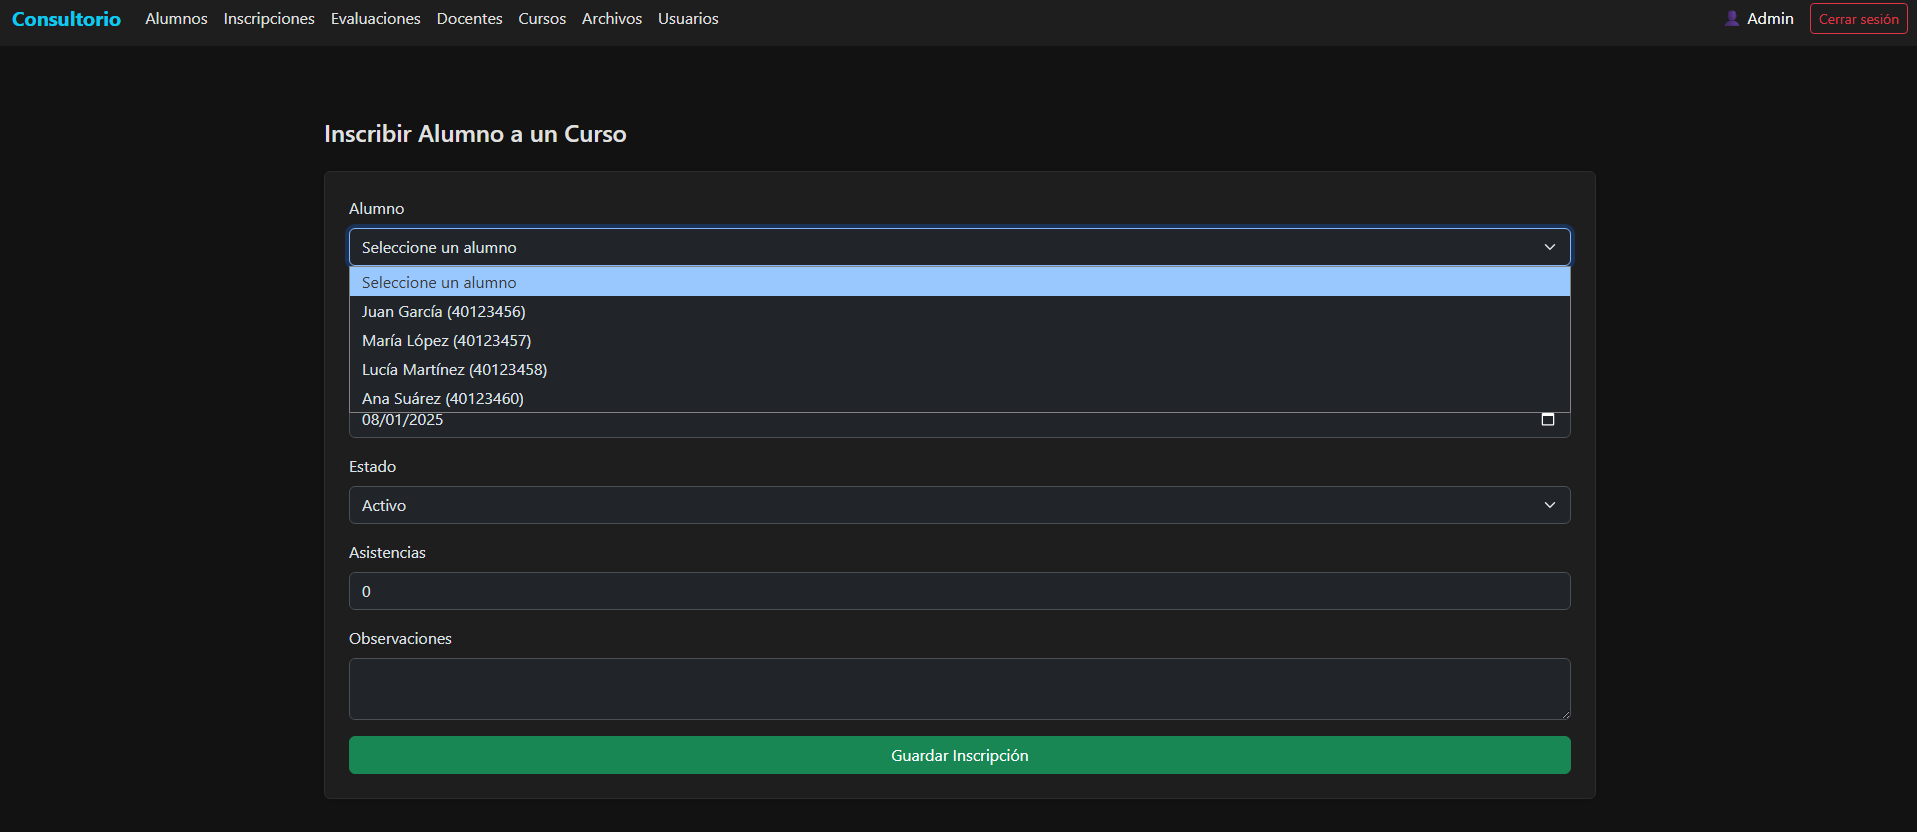 Consultorio Alumnos Inscripciones Evaluaciones Docentes Cursos Archivos Usuarios Admin Cerrar sesión
Inscribir Alumno a un Curso
Alumno
Seleccione un alumno
Seleccione un alumno
Juan García (40123456)
María López (40123457)
Lucía Martínez (40123458)
Ana Suárez (40123460)
08/01/2025
Estado
Activo
Asistencias
0
Observaciones
Guardar Inscripción